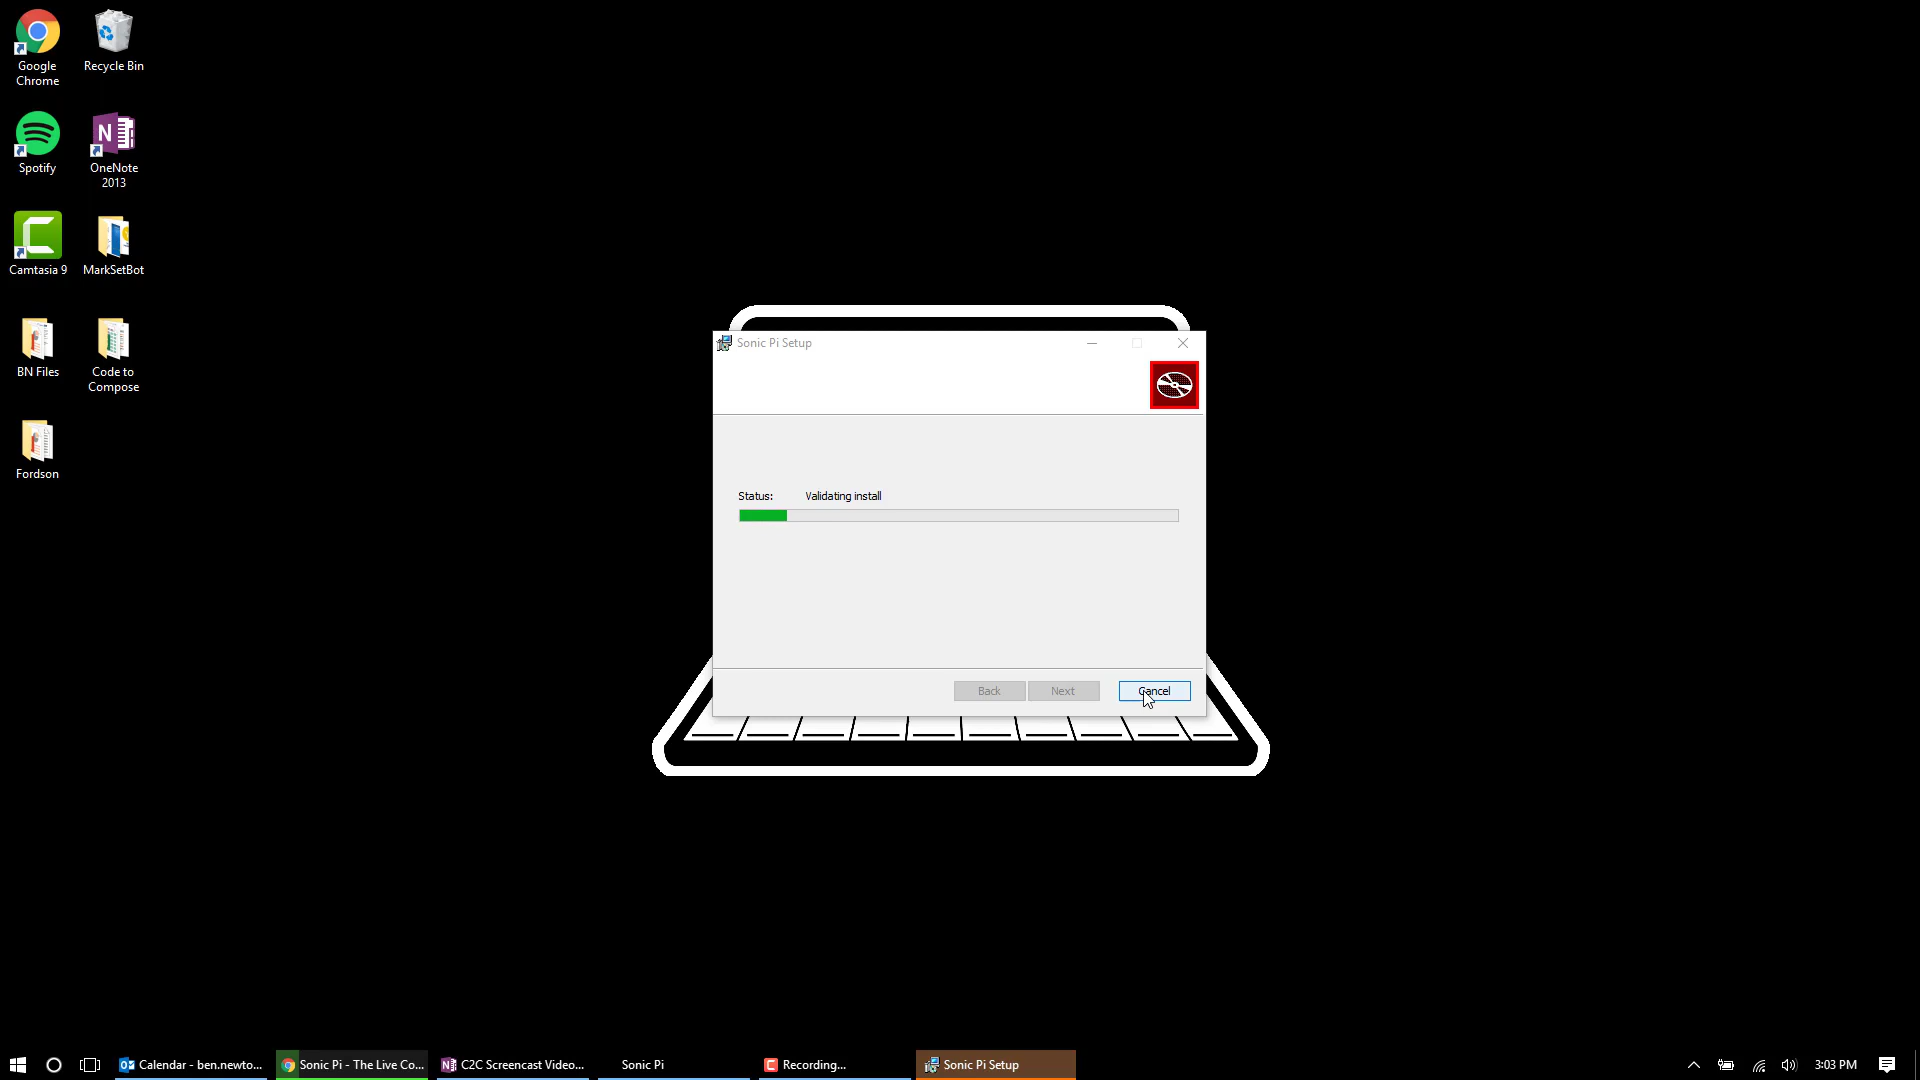 Google
Chrome
Recycle Bin
Spotify
OneNote
2013
Camtasia 9
MarkSetBot
BN Files
Code to
Compose
Fordson
Sonic Pi Setup
Status: Validating install
Back Next Cancel
Calendar - ben.newto... Sonic Pi - The Live Co... C2C Screencast Video... Sonic Pi Recording... Sonic Pi Setup 3:03 PM